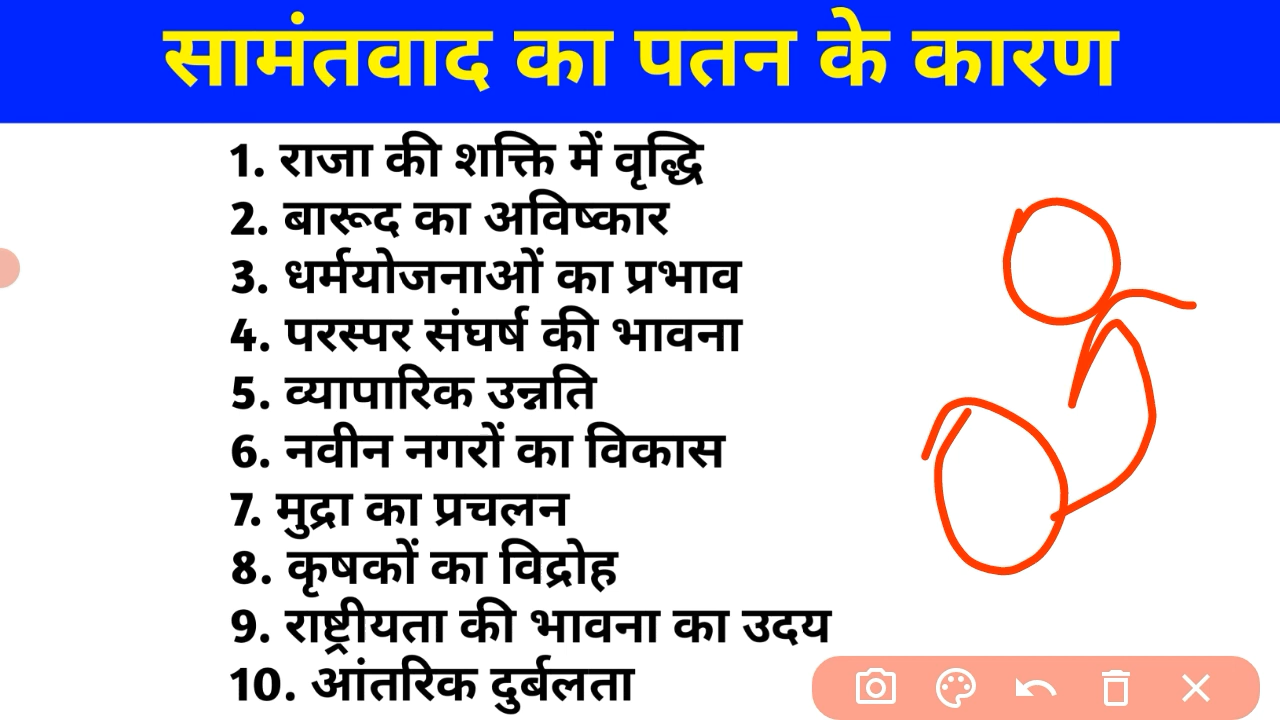 सामंतवाद का पतन के कारण
1. राजा की शक्ति में वृद्धि
2. बारूद का अविष्कार
3. धर्मयोजनाओं का प्रभाव
4. परस्पर संघर्ष की भावना
5. व्यापारिक उन्नति
6. नवीन नगरों का विकास
7. मुद्रा का प्रचलन
8. कृषकों का विद्रोह
9. राष्ट्रीयता की भावना का उदय
10. आंतरिक दुर्बलता